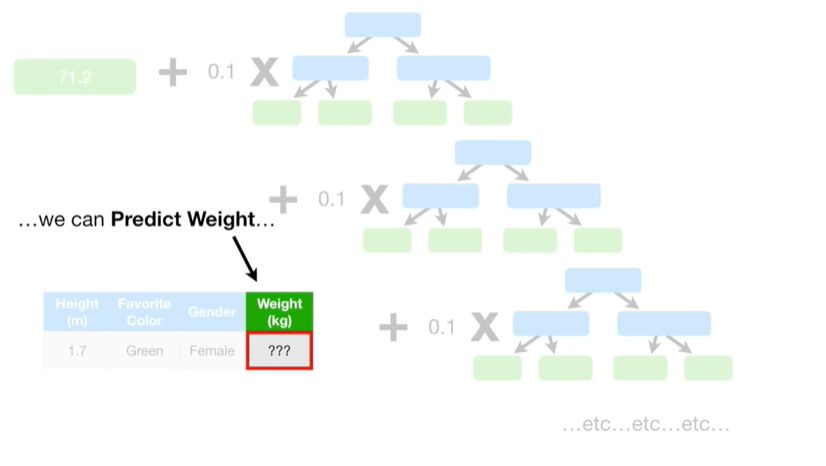 71.2 + 0.1 X
+ 0.1 X
…we can Predict Weight…
Height (m) Favorite Color Gender Weight (kg)
1.7 Green Female ???
+ 0.1 X
…etc…etc…etc…